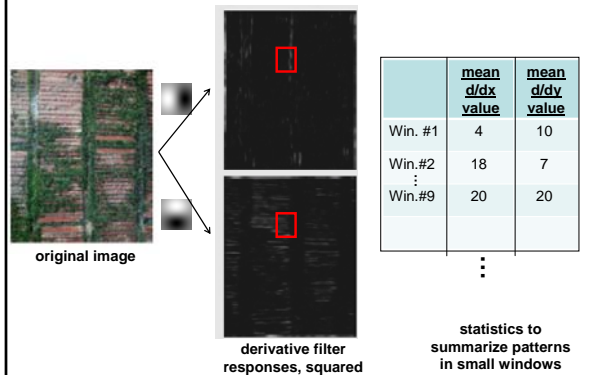 original image
derivative filter
responses, squared
mean
d/dx
value
mean
d/dy
value
Win. #1 4 10
Win.#2 18 7
⋮
Win.#9 20 20
⋮
statistics to
summarize patterns
in small windows